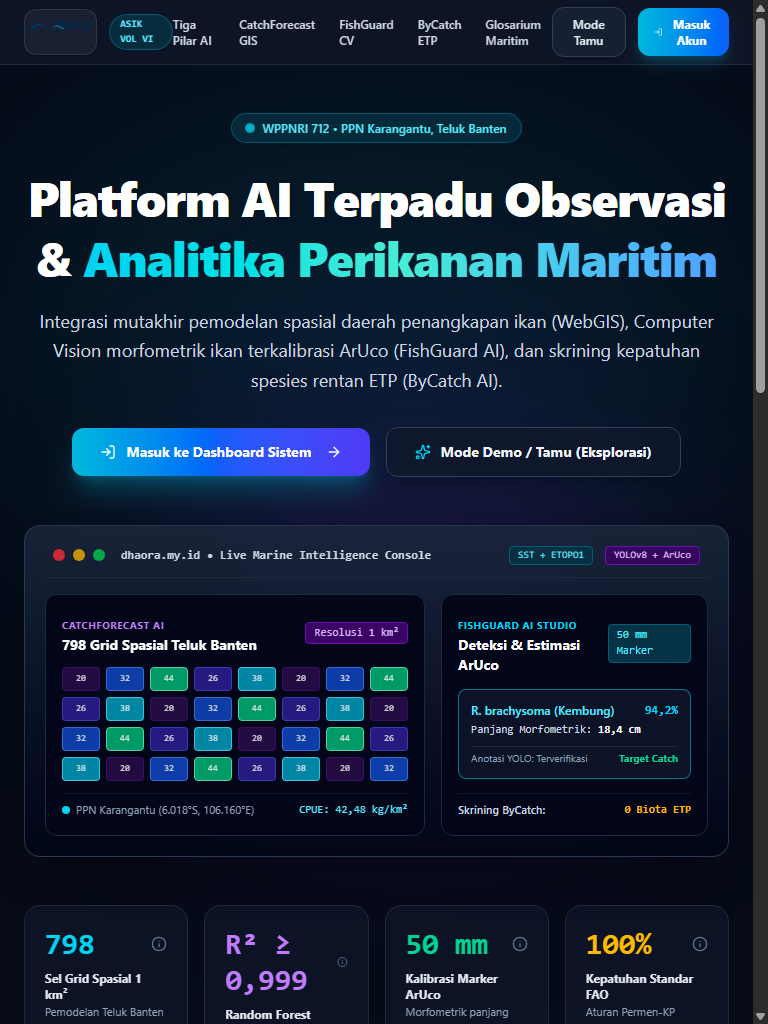 ASIK
VOL VI
Tiga
Pilar AI
CatchForecast
GIS
FishGuard
CV
ByCatch
ETP
Glosarium
Maritim
Mode
Tamu
Masuk
Akun
WPPNRI 712 • PPN Karangantu, Teluk Banten
Platform AI Terpadu Observasi
& Analitika Perikanan Maritim
Integrasi mutakhir pemodelan spasial daerah penangkapan ikan (WebGIS), Computer
Vision morfometrik ikan terkalibrasi ArUco (FishGuard AI), dan skrining kepatuhan
spesies rentan ETP (ByCatch AI).
Masuk ke Dashboard Sistem
Mode Demo / Tamu (Eksplorasi)
dhaora.my.id • Live Marine Intelligence Console
SST + ETOPO1
YOLOv8 + ArUco
CATCHFORECAST AI
798 Grid Spasial Teluk Banten
Resolusi 1 km²
20 32 44 26 38 20 32 44
26 38 20 32 44 26 38 20
32 44 26 38 20 32 44 26
38 20 32 44 26 38 20 32
PPN Karangantu (6.018°S, 106.160°E)
CPUE: 42,48 kg/km²
FISHGUARD AI STUDIO
Deteksi & Estimasi
ArUco
50 mm
Marker
R. brachysoma (Kembung)
94,2%
Panjang Morfometrik: 18,4 cm
Anotasi YOLO: Terverifikasi
Target Catch
Skrining ByCatch:
0 Biota ETP
798
Sel Grid Spasial 1
km²
Pemodelan Teluk Banten
R² ≥
0,999
Random Forest
50 mm
Kalibrasi Marker
ArUco
Morfometrik panjang
100%
Kepatuhan Standar
FAO
Aturan Permen-KP